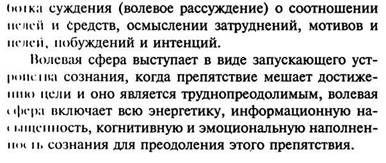 ботка суждения (волевое рассуждение) о соотношении
целей и средств, осмыслении затруднений, мотивов и
целей, побуждений и интенций.
Волевая сфера выступает в виде запускающего уст-
ройства сознания, когда препятствие мешает достиже-
нию цели и оно является труднопреодолимым, волевая
сфера включает всю энергетику, информационную на-
сыщенность, когнитивную и эмоциональную наполнен-
ность сознания для преодоления этого препятствия.